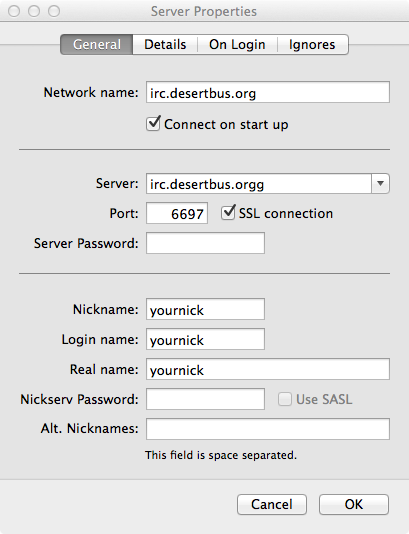 Server Properties
General Details On Login Ignores
Network name: irc.desertbus.org
Connect on start up
Server: irc.desertbus.orgg
Port: 6697 SSL connection
Server Password:
Nickname: yournick
Login name: yournick
Real name: yournick
Nickserv Password: Use SASL
Alt. Nicknames:
This field is space separated.
Cancel OK